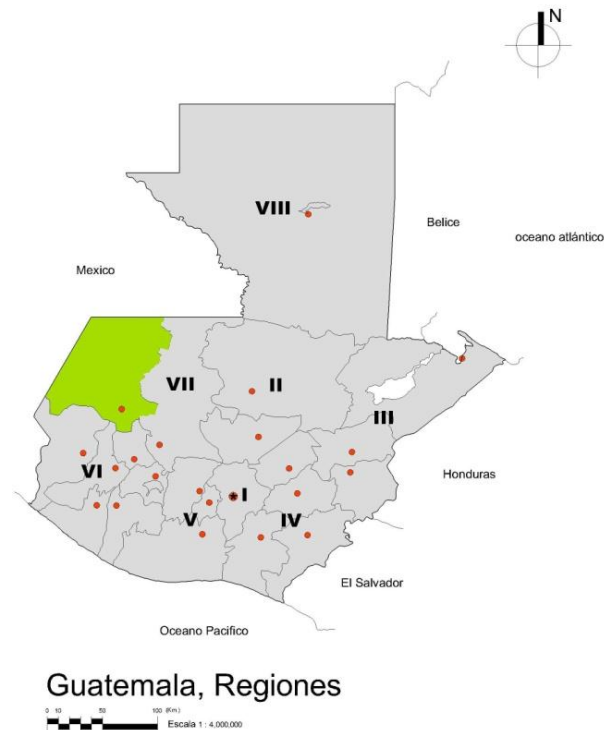 N
VIII
Belice
oceano atlántico
Mexico
VII
II
III
VI
I
Honduras
V
IV
El Salvador
Oceano Pacifico
Guatemala, Regiones
0 10 50 100 (Km.)
Escala 1 : 4,000,000